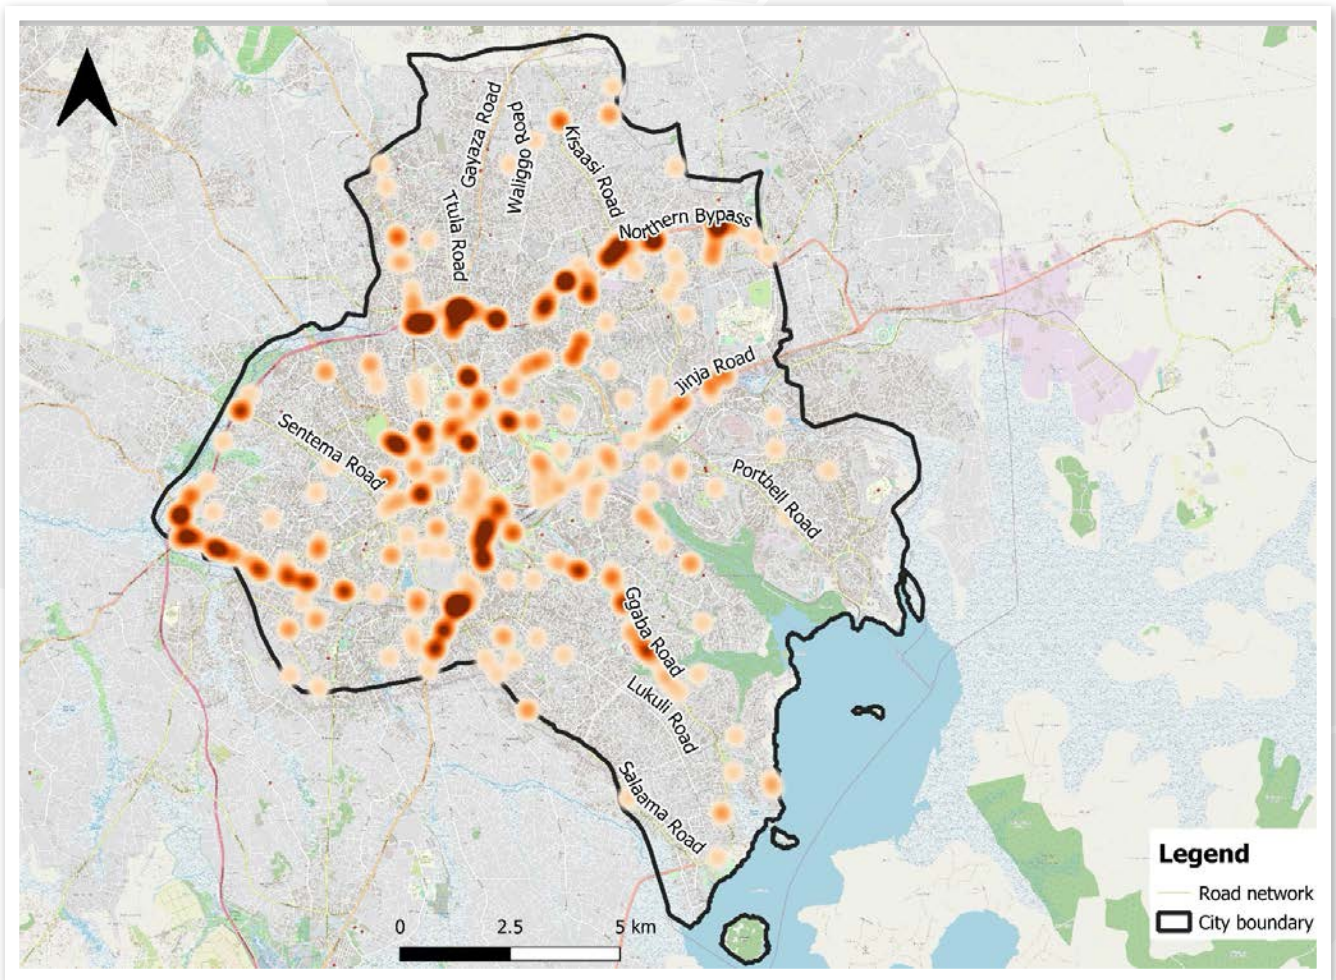 Gayaza Road
Waliggo Road
Kisaasi Road
Ttula Road
Northern Bypass
Jinja Road
Sentema Road
Portbell Road
Ggaba Road
Lukuli Road
Salaama Road
Legend
Road network
City boundary
0 2.5 5 km